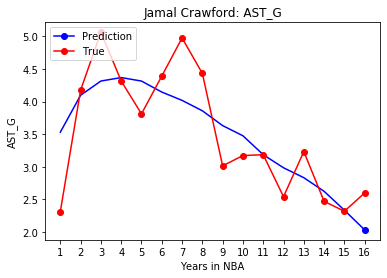 Jamal Crawford: AST_G
Prediction
True
AST_G
5.0
4.5
4.0
3.5
3.0
2.5
2.0
1 2 3 4 5 6 7 8 9 10 11 12 13 14 15 16
Years in NBA